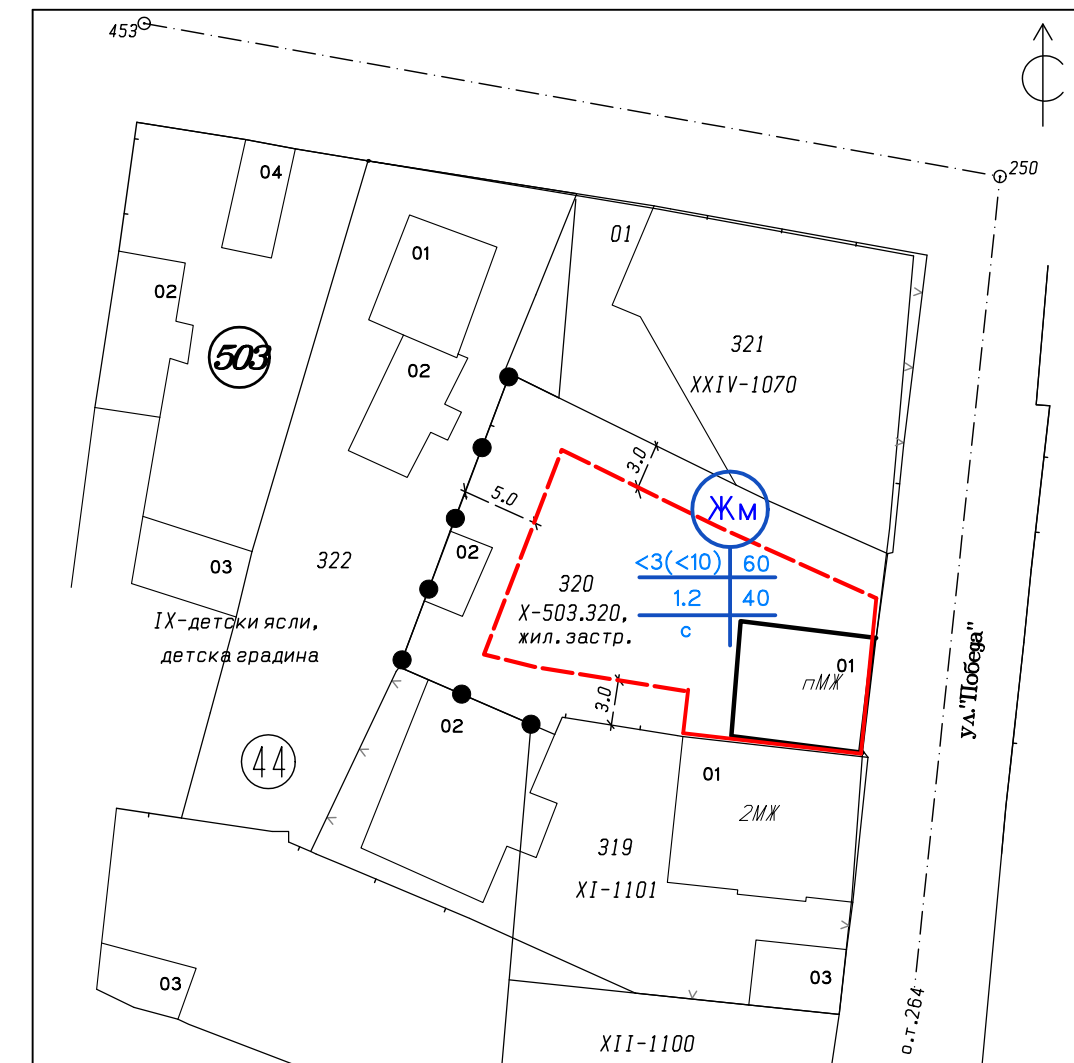 453
250
04
01
01
02
503
02
321
XXIV-1070
3.0
5.0
Жм
<3(<10) 60
1.2 40
с
02
03
322
320
X-503.320,
жил.застр.
IX-детски ясли,
детска градина
01
пМЖ
ул."Победа"
3.0
02
44
01
2МЖ
319
XI-1101
03
03
о.т.264
XII-1100